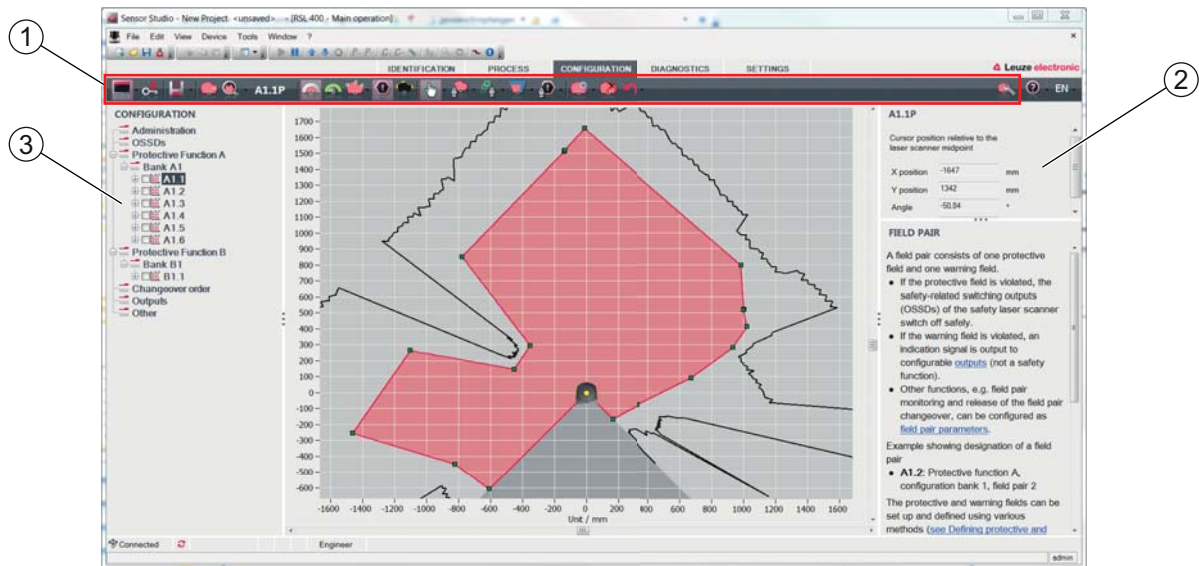 1
2
3
Sensor Studio - New Project <unsaved> - [RSL 400 - Main operation]
File Edit View Device Tools Window ?
IDENTIFICATION PROCESS CONFIGURATION DIAGNOSTICS SETTINGS
Leuze electronic
A1.1P
EN
CONFIGURATION
Administration
OSSDs
Protective Function A
Bank A1
A1.1
A1.2
A1.3
A1.4
A1.5
A1.6
Protective Function B
Bank B1
B1.1
Changeover order
Outputs
Other
1700
1600
1500
1400
1300
1200
1100
1000
900
800
700
600
500
400
300
200
100
0
-100
-200
-300
-400
-500
-600
-1600 -1400 -1200 -1000 -800 -600 -400 -200 0 200 400 600 800 1000 1200 1400 1600
Unt / mm
A1.1P
Cursor position relative to the
laser scanner midpoint
X position -1647 mm
Y position 1342 mm
Angle -50.84 °
FIELD PAIR
A field pair consists of one protective
field and one warning field.
• If the protective field is violated, the
safety-related switching outputs
(OSSDs) of the safety laser scanner
switch off safely.
• If the warning field is violated, an
indication signal is output to
configurable outputs (not a safety
function).
• Other functions, e.g. field pair
monitoring and release of the field pair
changeover, can be configured as
field pair parameters.
Example showing designation of a field
pair
• A1.2: Protective function A,
configuration bank 1, field pair 2
The protective and warning fields can be
set up and defined using various
methods (see Defining protective and
Connected
Engineer
admin